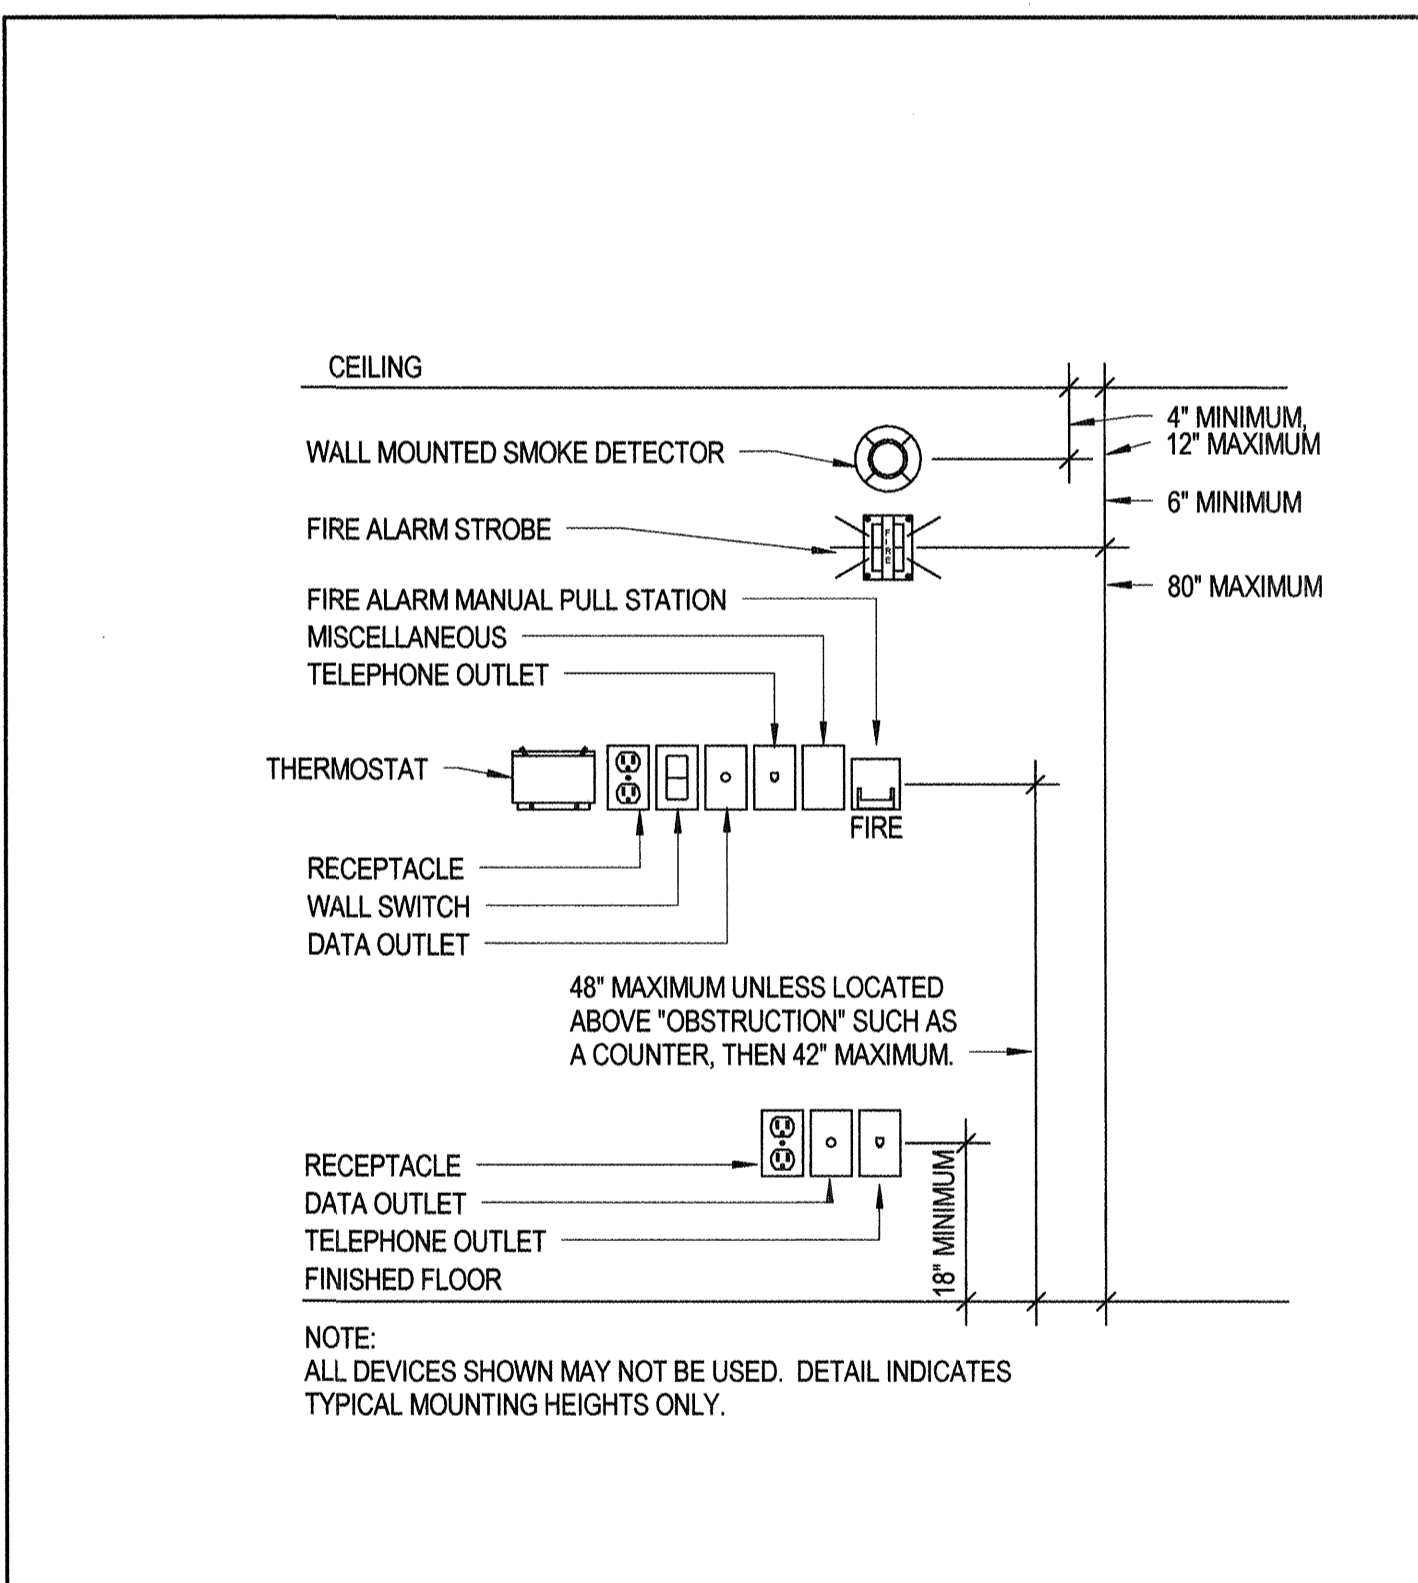 CEILING
WALL MOUNTED SMOKE DETECTOR
4" MINIMUM,
12" MAXIMUM
6" MINIMUM
FIRE ALARM STROBE
FIRE
80" MAXIMUM
FIRE ALARM MANUAL PULL STATION
MISCELLANEOUS
TELEPHONE OUTLET
THERMOSTAT
FIRE
RECEPTACLE
WALL SWITCH
DATA OUTLET
48" MAXIMUM UNLESS LOCATED
ABOVE "OBSTRUCTION" SUCH AS
A COUNTER, THEN 42" MAXIMUM.
RECEPTACLE
DATA OUTLET
TELEPHONE OUTLET
18" MINIMUM
FINISHED FLOOR
NOTE:
ALL DEVICES SHOWN MAY NOT BE USED. DETAIL INDICATES
TYPICAL MOUNTING HEIGHTS ONLY.